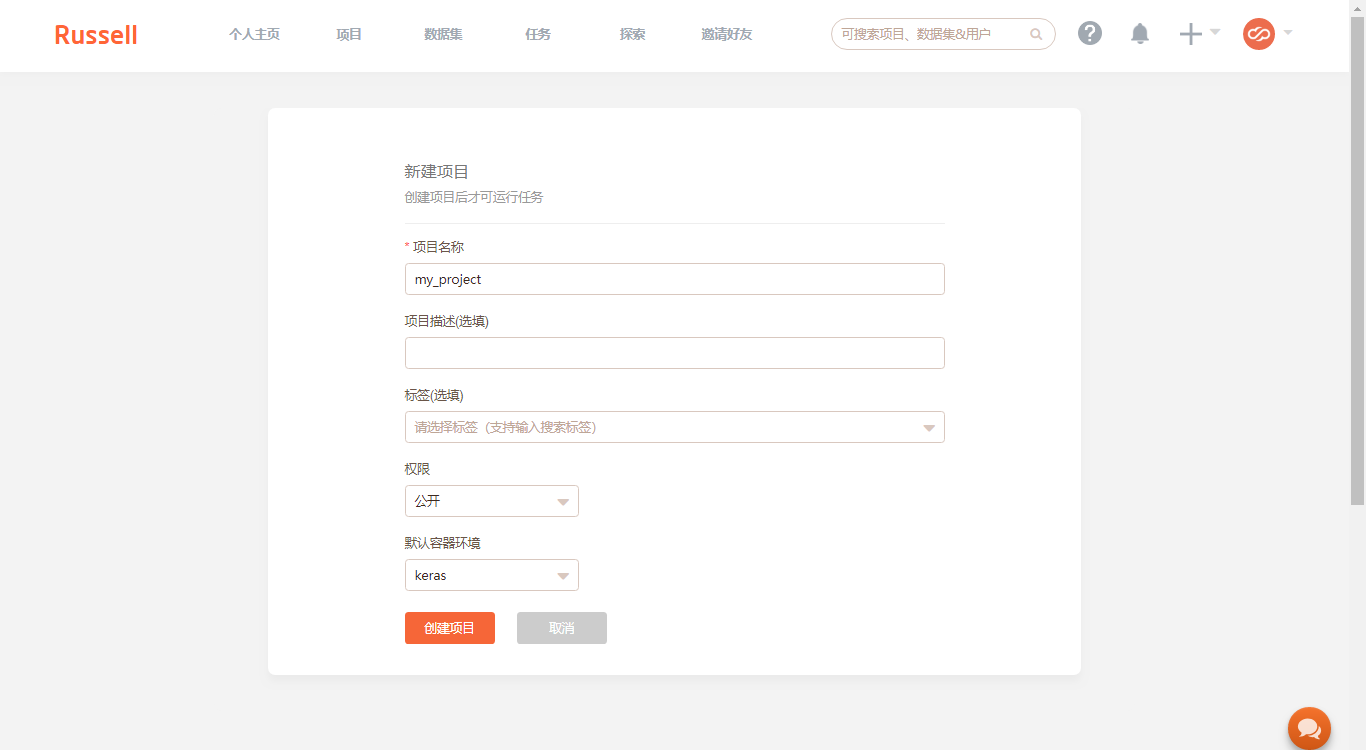 Russell
个人主页
项目
数据集
任务
探索
邀请好友
可搜索项目、数据集&用户
新建项目
创建项目后才可运行任务
* 项目名称
my_project
项目描述(选填)
标签(选填)
请选择标签（支持输入搜索标签）
权限
公开
默认容器环境
keras
创建项目
取消